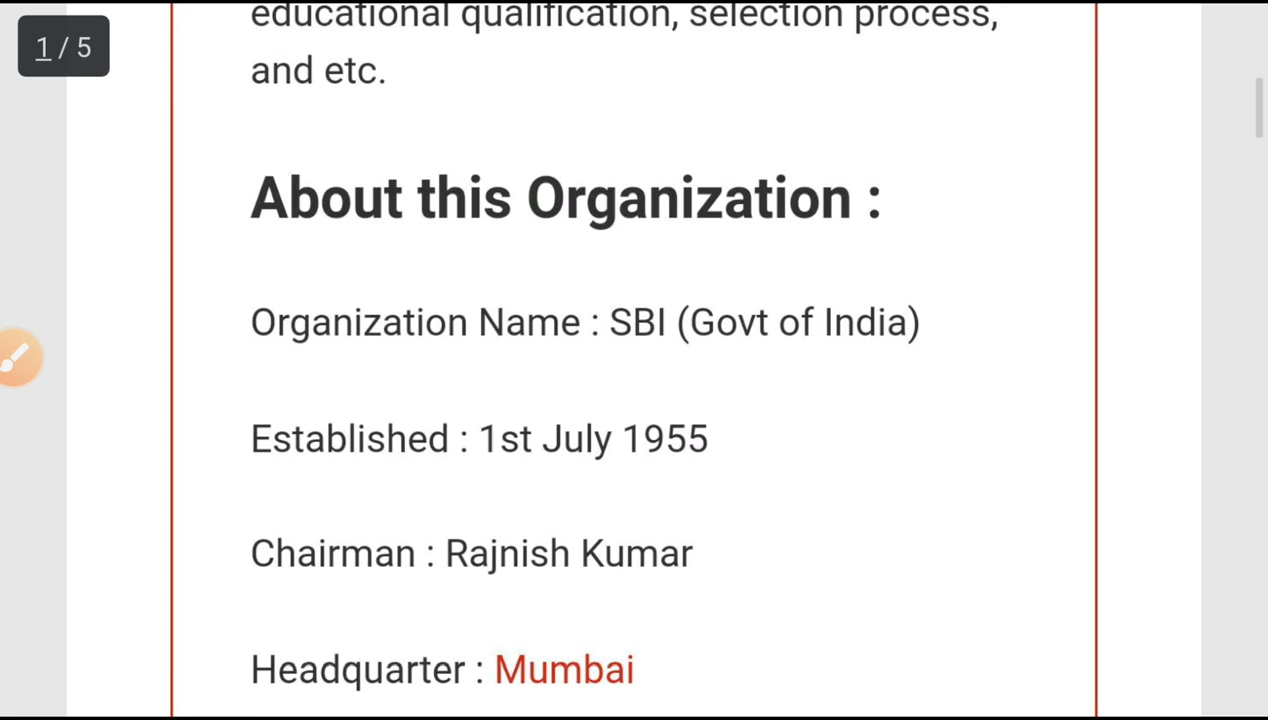 1 / 5
educational qualification, selection process,
and etc.
About this Organization :
Organization Name : SBI (Govt of India)
Established : 1st July 1955
Chairman : Rajnish Kumar
Headquarter : Mumbai